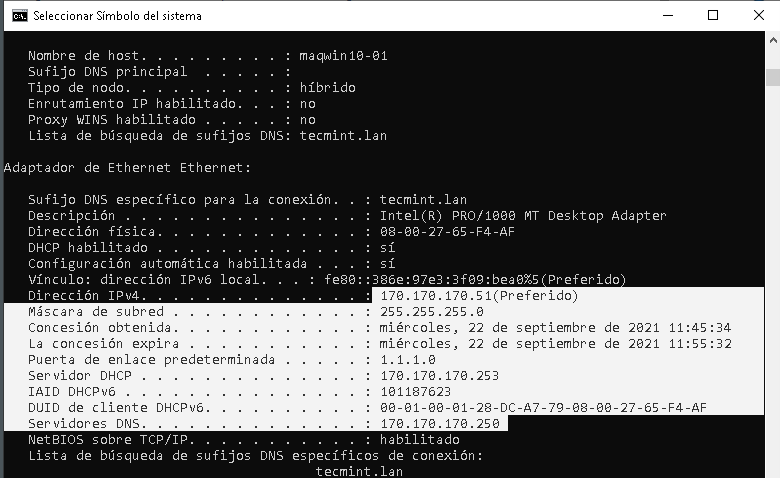 Seleccionar Símbolo del sistema
Nombre de host. . . . . . . . . : maqwin10-01
Sufijo DNS principal  . . . . . :
Tipo de nodo. . . . . . . . . . : híbrido
Enrutamiento IP habilitado. . . : no
Proxy WINS habilitado . . . . . : no
Lista de búsqueda de sufijos DNS: tecmint.lan
Adaptador de Ethernet Ethernet:
Sufijo DNS específico para la conexión. . : tecmint.lan
Descripción . . . . . . . . . . . . . . . : Intel(R) PRO/1000 MT Desktop Adapter
Dirección física. . . . . . . . . . . . . : 08-00-27-65-F4-AF
DHCP habilitado . . . . . . . . . . . . . : sí
Configuración automática habilitada . . . : sí
Vínculo: dirección IPv6 local. . . : fe80::386e:97e3:3f09:bea0%5(Preferido)
Dirección IPv4. . . . . . . . . . . . . . : 170.170.170.51(Preferido)
Máscara de subred . . . . . . . . . . . . : 255.255.255.0
Concesión obtenida. . . . . . . . . . . . : miércoles, 22 de septiembre de 2021 11:45:34
La concesión expira . . . . . . . . . . . : miércoles, 22 de septiembre de 2021 11:55:32
Puerta de enlace predeterminada . . . . . : 1.1.1.0
Servidor DHCP . . . . . . . . . . . . . . : 170.170.170.253
IAID DHCPv6 . . . . . . . . . . . . . . . : 101187623
DUID de cliente DHCPv6. . . . . . . . . . : 00-01-00-01-28-DC-A7-79-08-00-27-65-F4-AF
Servidores DNS. . . . . . . . . . . . . . : 170.170.170.250
NetBIOS sobre TCP/IP. . . . . . . . . . . : habilitado
Lista de búsqueda de sufijos DNS específicos de conexión:
tecmint.lan